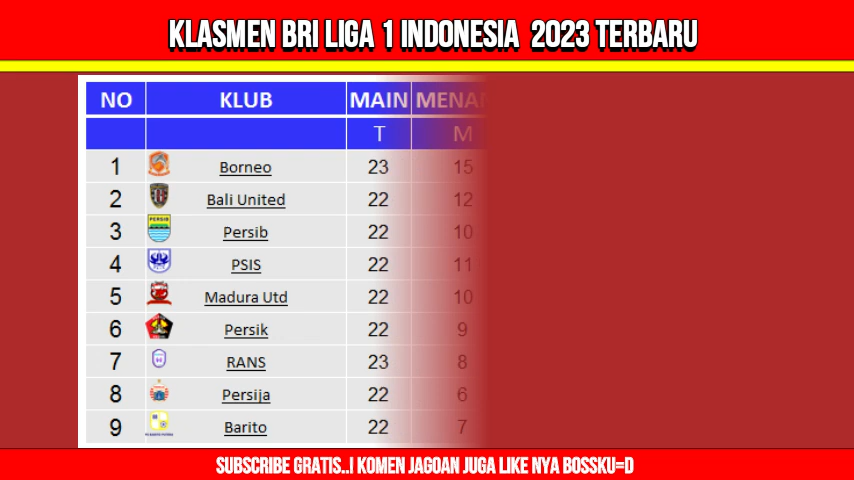 KLASMEN BRI LIGA 1 INDONESIA 2023 TERBARU
NO KLUB MAIN MENA
T M
1 Borneo 23 15
2 Bali United 22 12
3 PERSIB Persib 22 10
4 PSIS 22 11
5 Madura Utd 22 10
6 Persik 22 9
7 RANS 23 8
8 Persija 22 6
9 Barito 22 7
SUBSCRIBE GRATIS..! KOMEN JAGOAN JUGA LIKE NYA BOSSKU=D